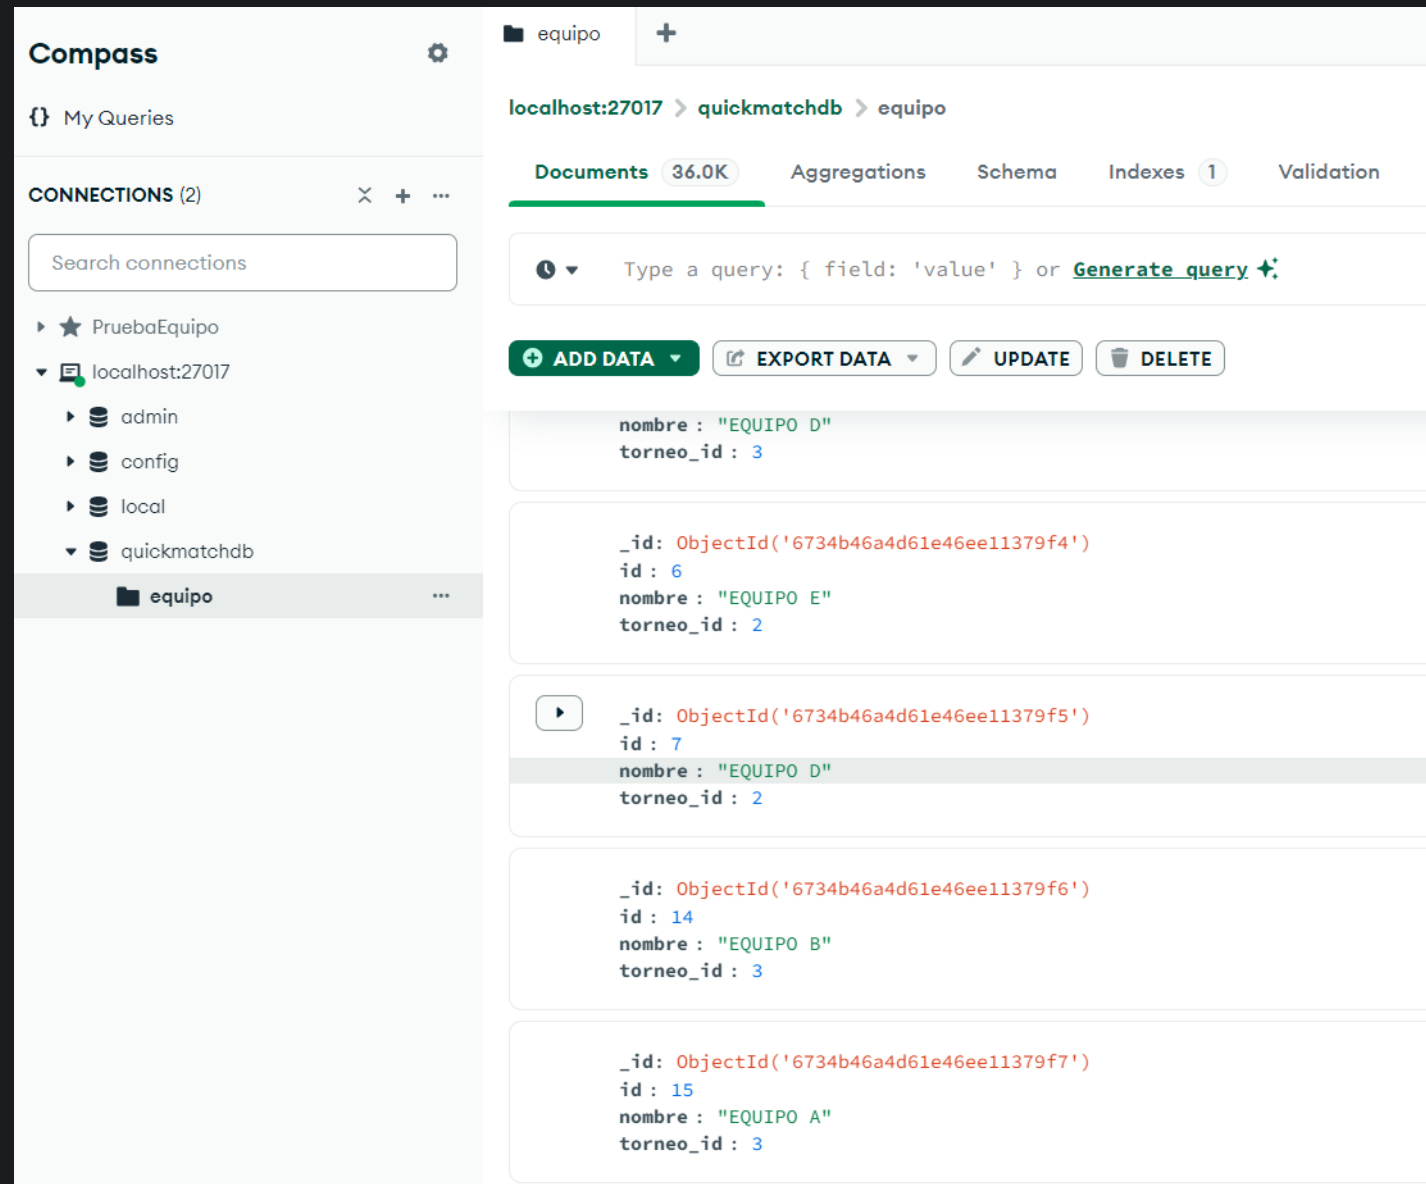 Compass
{} My Queries
CONNECTIONS (2)
Search connections
PruebaEquipo
localhost:27017
admin
config
local
quickmatchdb
equipo
equipo
localhost:27017 > quickmatchdb > equipo
Documents 36.0K Aggregations Schema Indexes 1 Validation
Type a query: { field: 'value' } or Generate query
ADD DATA EXPORT DATA UPDATE DELETE
nombre : "EQUIPO D"
torneo_id : 3
_id: ObjectId('6734b46a4d61e46ee11379f4')
id : 6
nombre : "EQUIPO E"
torneo_id : 2
_id: ObjectId('6734b46a4d61e46ee11379f5')
id : 7
nombre : "EQUIPO D"
torneo_id : 2
_id: ObjectId('6734b46a4d61e46ee11379f6')
id : 14
nombre : "EQUIPO B"
torneo_id : 3
_id: ObjectId('6734b46a4d61e46ee11379f7')
id : 15
nombre : "EQUIPO A"
torneo_id : 3